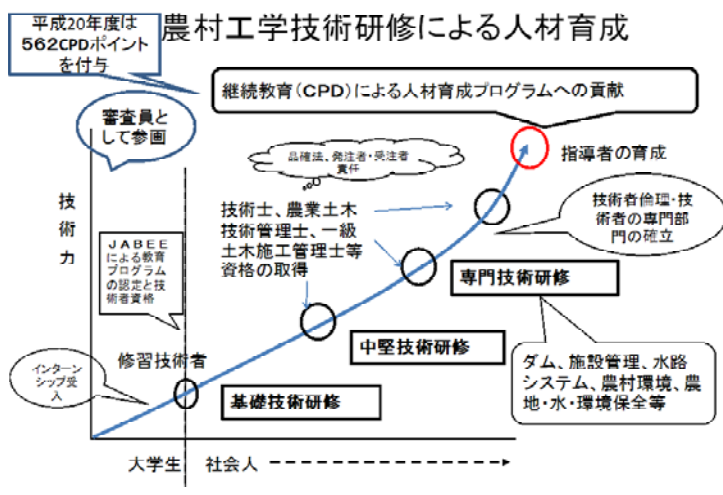 平成20年度は
562CPDポイント
を付与
農村工学技術研修による人材育成
継続教育（CPD）による人材育成プログラムへの貢献
審査員と
して参画
品確法、発注者・受注者
責任
指導者の育成
技術力
技術士、農業土木
技術管理士、一級
土木施工管理士等
資格の取得
技術者倫理・技
術者の専門部
門の確立
JABEE
による教育
プログラム
の認定と技
術者資格
専門技術研修
中堅技術研修
修習技術者
インターン
シップ受
入
基礎技術研修
ダム、施設管理、水路
システム、農村環境、農
地・水・環境保全等
大学生
社会人